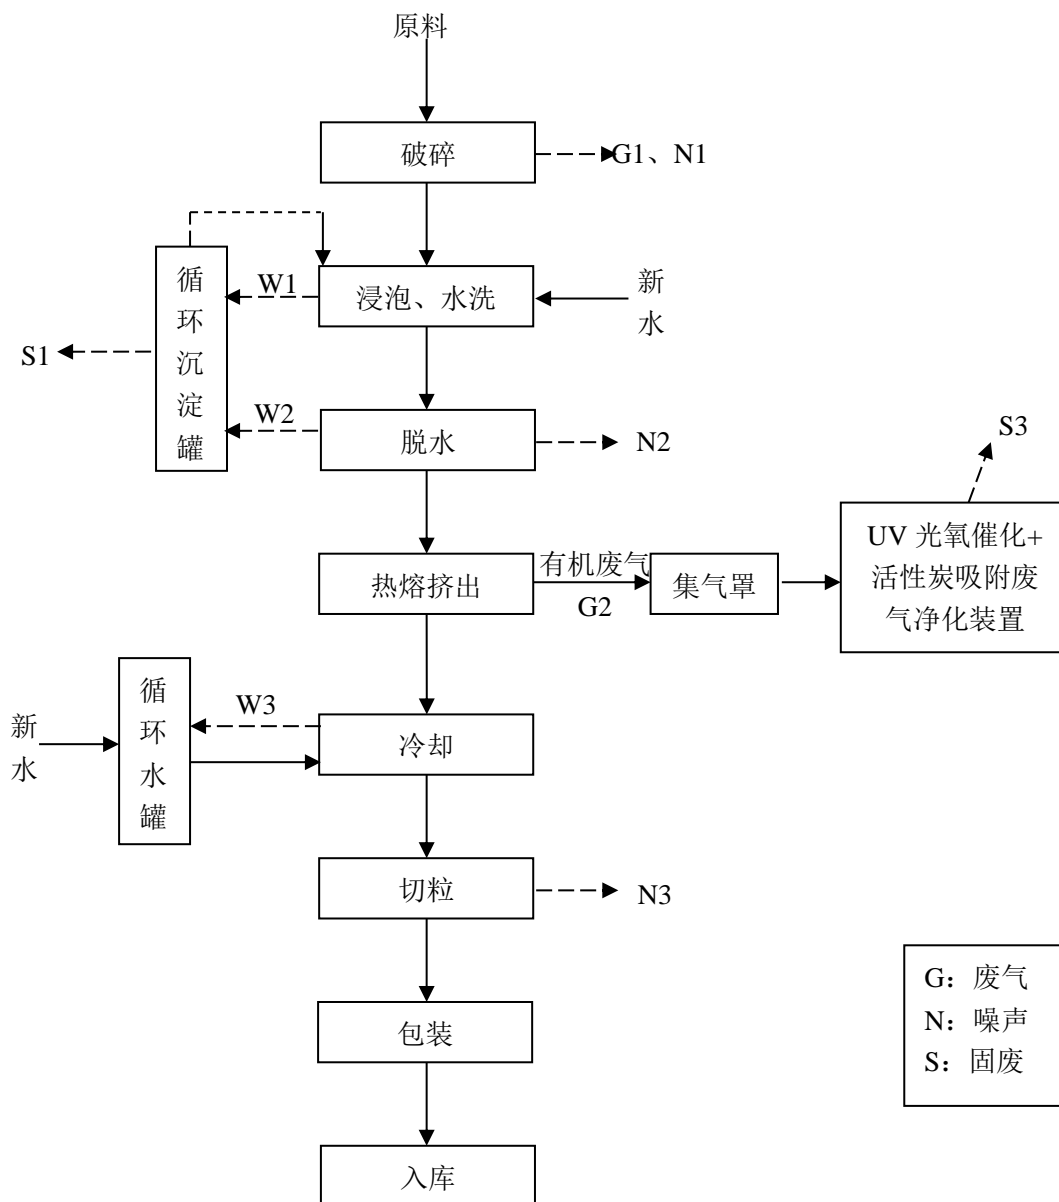 原料
破碎
G1、N1
循环沉淀罐
W1
浸泡、水洗
新水
S1
W2
脱水
N2
S3
热熔挤出
有机废气
G2
集气罩
UV 光氧催化+
活性炭吸附废
气净化装置
新水
循环水罐
W3
冷却
切粒
N3
包装
入库
G：废气
N：噪声
S：固废